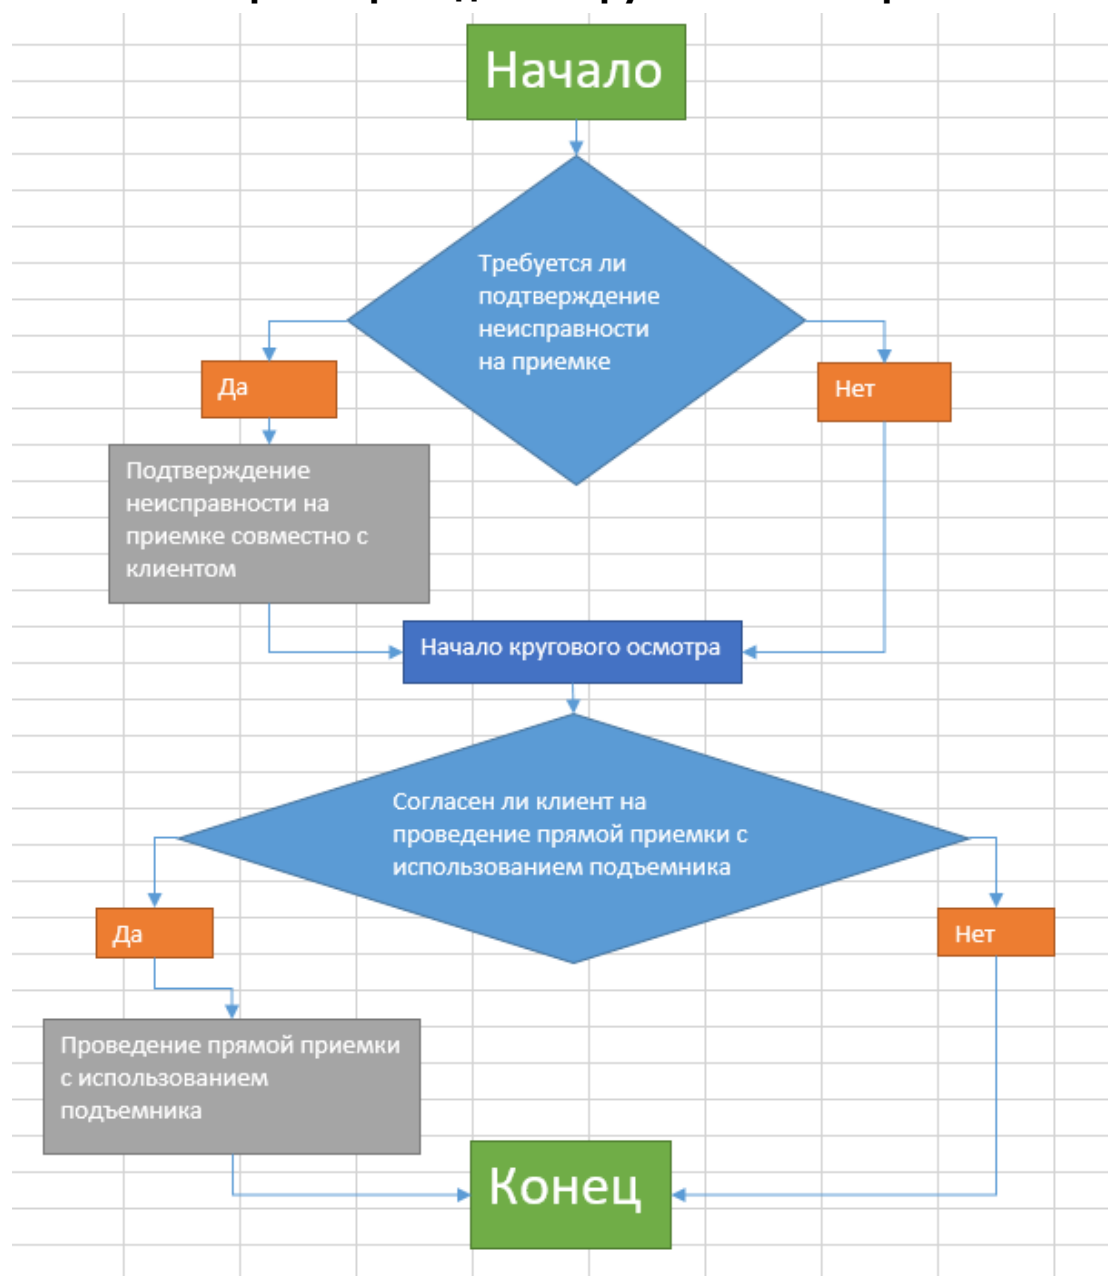 Начало
Требуется ли
подтверждение
неисправности
на приемке
Да
Нет
Подтверждение
неисправности на
приемке совместно с
клиентом
Начало кругового осмотра
Согласен ли клиент на
проведение прямой приемки с
использованием подъемника
Да
Нет
Проведение прямой приемки
с использованием
подъемника
Конец